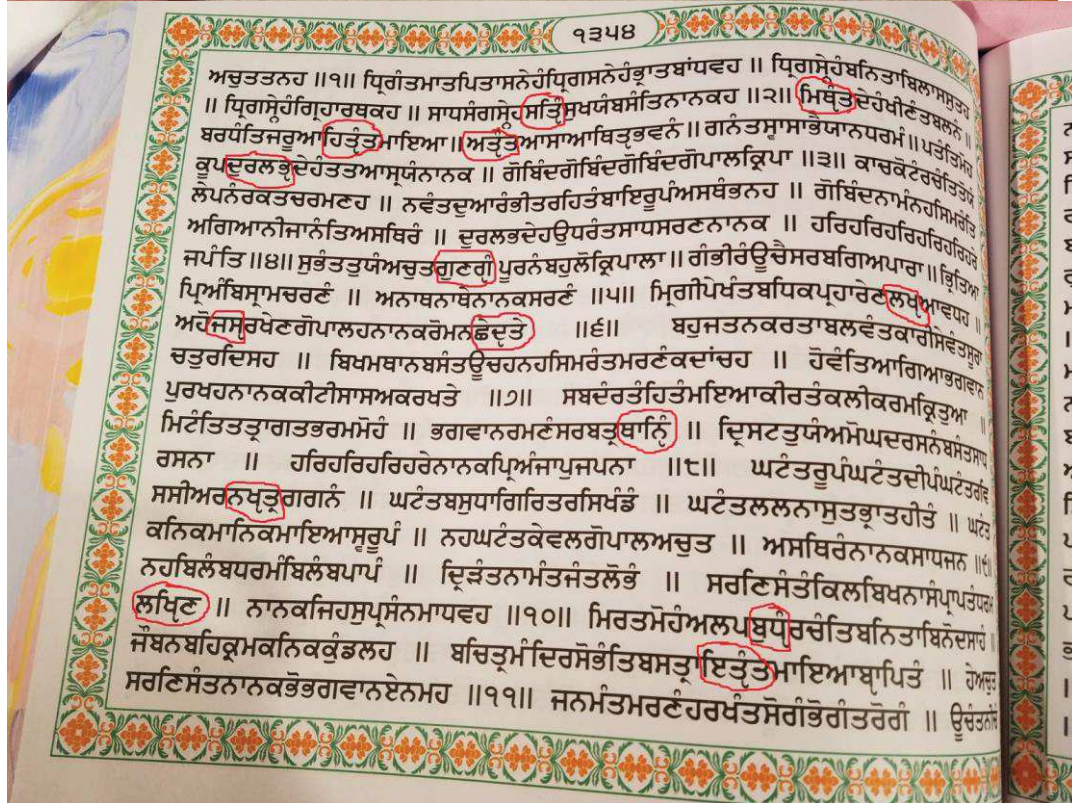 ੧੩੫੪
ਅਚੁਤਤਨਹ ॥੧॥ ਧ੍ਰਿਗੰਤਮਾਤਪਿਤਾਸਨੇਹੰਧ੍ਰਿਗਸਨੇਹੰਭ੍ਰਾਤਬਾਂਧਵਹ ॥ ਧ੍ਰਿਗਸ੍ਨੇਹੰਬਨਿਤਾਬਿਲਾਸਸੁਤਹ
॥ ਧ੍ਰਿਗਸ੍ਨੇਹੰਗ੍ਰਿਹਾਰਥਕਹ ॥ ਸਾਧਸੰਗਸ੍ਨੇਹਸਤ੍ਯਿੰਸੁਖਯੰਬਸੰਤਿਨਾਨਕਹ ॥੨॥ ਮਿਥ੍ਯੰਤਦੇਹੰਖੀਣੰਤਬਲਨੰ ॥
ਬਰਧੰਤਿਜਰੂਆਹਿਤ੍ਯੰਤਮਾਇਆ॥ ਅਤ੍ਯੰਤਆਸਾਆਥਿਤ੍ਯਭਵਨੰ॥ਗਨੰਤਸ੍ਵਾਸਾਭੈਯਾਨਧਰਮੰ॥ਪਤੰਤਿਮੋਹ
ਕੂਪਦੁਰਲਭ੍ਯਦੇਹੰਤਤਆਸ੍ਰਯੰਨਾਨਕ ॥ ਗੋਬਿੰਦਗੋਬਿੰਦਗੋਬਿੰਦਗੋਪਾਲਕ੍ਰਿਪਾ ॥੩॥ ਕਾਚਕੋਟੰਰਚੰਤਿਤੋਯੰ
ਲੇਪਨੰਰਕਤਚਰਮਣਹ ॥ ਨਵੰਤਦੁਆਰੰਭੀਤਰਹਿਤੰਬਾਇਰੂਪੰਅਸਥੰਭਨਹ ॥ ਗੋਬਿੰਦਨਾਮੰਨਹਸਿਮਰੰਤਿ
ਅਗਿਆਨੀਜਾਨੰਤਿਅਸਥਿਰੰ ॥ ਦੁਰਲਭਦੇਹਉਧਰੰਤਸਾਧਸਰਣਨਾਨਕ ॥ ਹਰਿਹਰਿਹਰਿਹਰਿਹਰਿਹਰੇ
ਜਪੰਤਿ॥੪॥ਸੁਭੰਤਤੁਯੰਅਚੁਤਗੁਣਗ੍ਯੰਪੂਰਨੰਬਹੁਲੋਕ੍ਰਿਪਾਲਾ॥ਗੰਭੀਰੰਊਚੈਸਰਬਗਿਅਪਾਰਾ॥ਭ੍ਰਿਤਿਆ
ਪ੍ਰਿਅੰਬਿਸ੍ਰਾਮਚਰਣੰ ॥ ਅਨਾਥਨਾਥੇਨਾਨਕਸਰਣੰ ॥੫॥ ਮ੍ਰਿਗੀਪੇਖੰਤਬਧਿਕਪ੍ਰਹਾਰੇਣਲਖ੍ਯਆਵਧਹ ॥
ਅਹੋਜਸ੍ਯਰਖੇਣਗੋਪਾਲਹਨਾਨਕਰੋਮਨਛੇਦ੍ਯਤੇ ॥੬॥ ਬਹੁਜਤਨਕਰਤਾਬਲਵੰਤਕਾਰੀਸੇਵੰਤਸੂਰਾ
ਚਤੁਰਦਿਸਹ ॥ ਬਿਖਮਥਾਨਬਸੰਤਊਚਹਨਹਸਿਮਰੰਤਮਰਣੰਕਦਾਂਚਹ ॥ ਹੋਵੰਤਿਆਗਿਆਭਗਵਾਨ
ਪੁਰਖਹਨਾਨਕਕੀਟੀਸਾਸਅਕਰਖਤੇ ॥੭॥ ਸਬਦੰਰਤੰਹਿਤੰਮਇਆਕੀਰਤੰਕਲੀਕਰਮਕ੍ਰਿਤੁਆ ॥
ਮਿਟੰਤਿਤਤ੍ਰਾਗਤਭਰਮਮੋਹੰ ॥ ਭਗਵਾਨਰਮਣੰਸਰਬਤ੍ਰਥਾਨ੍ਯਿੰ ॥ ਦ੍ਰਿਸਟਤੁਯੰਅਮੋਘਦਰਸਨੰਬਸੰਤਸਾਧ
ਰਸਨਾ ॥ ਹਰਿਹਰਿਹਰਿਹਰੇਨਾਨਕਪ੍ਰਿਅੰਜਾਪੁਜਪਨਾ ॥੮॥ ਘਟੰਤਰੂਪੰਘਟੰਤਦੀਪੰਘਟੰਤਰਵਿ
ਸਸੀਅਰਨਖ੍ਯਤ੍ਰਗਗਨੰ ॥ ਘਟੰਤਬਸੁਧਾਗਿਰਿਤਰਸਿਖੰਡੰ ॥ ਘਟੰਤਲਲਨਾਸੁਤਭ੍ਰਾਤਹੀਤੰ ॥ ਘਟੰਤ
ਕਨਿਕਮਾਨਿਕਮਾਇਆਸ੍ਵਰੂਪੰ ॥ ਨਹਘਟੰਤਕੇਵਲਗੋਪਾਲਅਚੁਤ ॥ ਅਸਥਿਰੰਨਾਨਕਸਾਧਜਨ ॥੯॥
ਨਹਬਿਲੰਬਧਰਮੰਬਿਲੰਬਪਾਪੰ ॥ ਦ੍ਰਿੜੰਤਨਾਮੰਤਜੰਤਲੋਭੰ ॥ ਸਰਣਿਸੰਤੰਕਿਲਬਿਖਨਾਸੰਪ੍ਰਾਪਤੰਧਰਮ
ਲਖ੍ਯਿਣ ॥ ਨਾਨਕਜਿਹਸੁਪ੍ਰਸੰਨਮਾਧਵਹ ॥੧੦॥ ਮਿਰਤਮੋਹੰਅਲਪਬੁਧ੍ਯੰਰਚੰਤਿਬਨਿਤਾਬਿਨੋਦਸਾਹੰ ॥
ਜੌਬਨਬਹਿਕ੍ਰਮਕਨਿਕਕੁੰਡਲਹ ॥ ਬਚਿਤ੍ਰਮੰਦਿਰਸੋਭੰਤਿਬਸਤ੍ਰਾਇਤ੍ਯੰਤਮਾਇਆਬ੍ਯਾਪਿਤੰ ॥ ਹੇਅਚੁਤ
ਸਰਣਿਸੰਤਨਾਨਕਭੋਭਗਵਾਨਏਨਮਹ ॥੧੧॥ ਜਨਮੰਤਮਰਣੰਹਰਖੰਤਸੋਗੰਭੋਗੰਤਰੋਗੰ ॥ ਊਚੰਤਨੀਚੰ